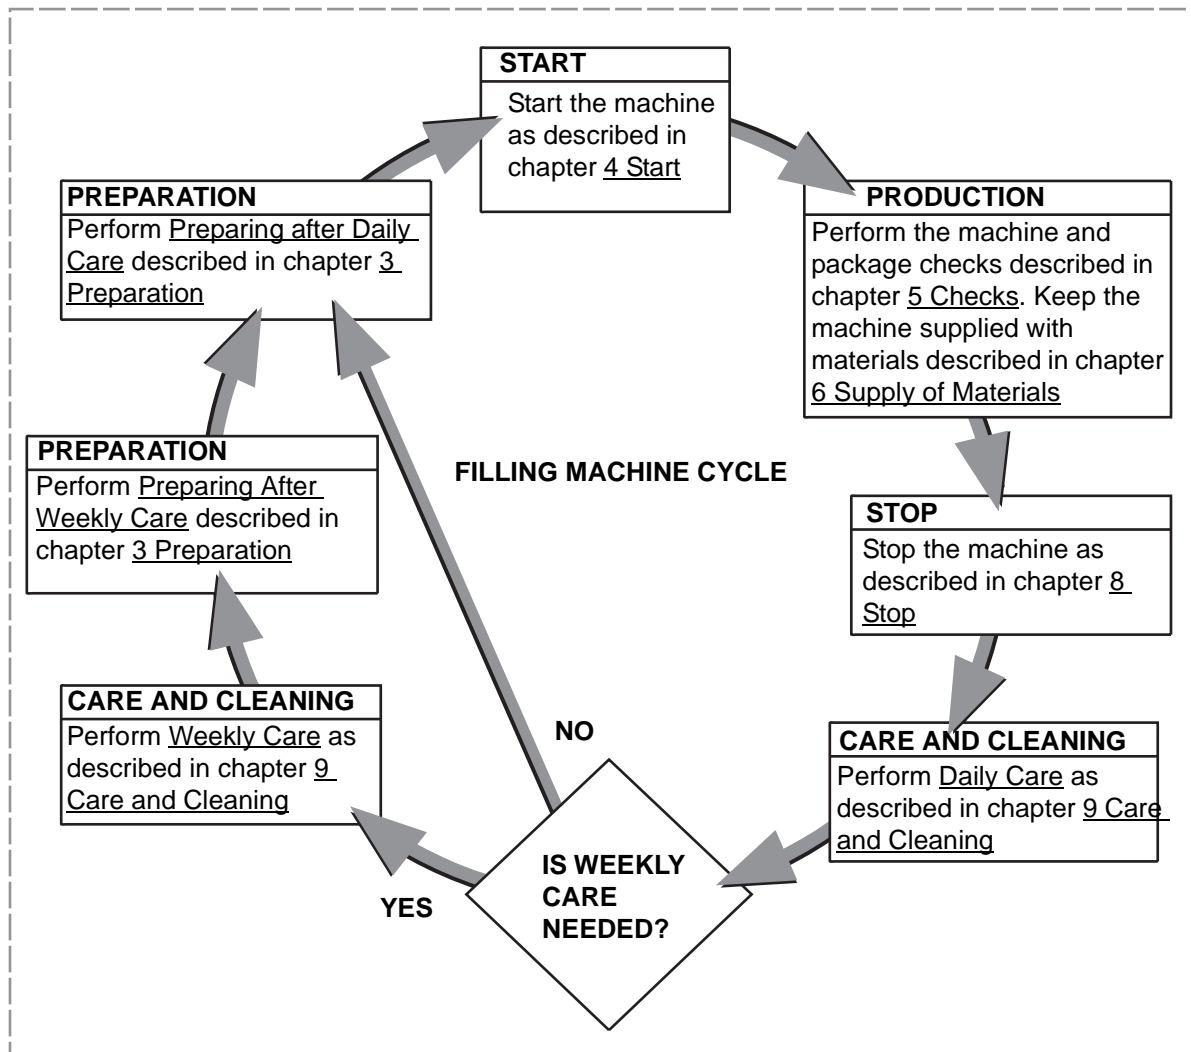 START
Start the machine
as described in
chapter 4 Start
PRODUCTION
Perform the machine and
package checks described in
chapter 5 Checks. Keep the
machine supplied with
materials described in chapter
6 Supply of Materials
STOP
Stop the machine as
described in chapter 8
Stop
CARE AND CLEANING
Perform Daily Care as
described in chapter 9 Care
and Cleaning
IS WEEKLY
CARE
NEEDED?
NO
YES
CARE AND CLEANING
Perform Weekly Care as
described in chapter 9
Care and Cleaning
PREPARATION
Perform Preparing After
Weekly Care described in
chapter 3 Preparation
PREPARATION
Perform Preparing after Daily
Care described in chapter 3
Preparation
FILLING MACHINE CYCLE